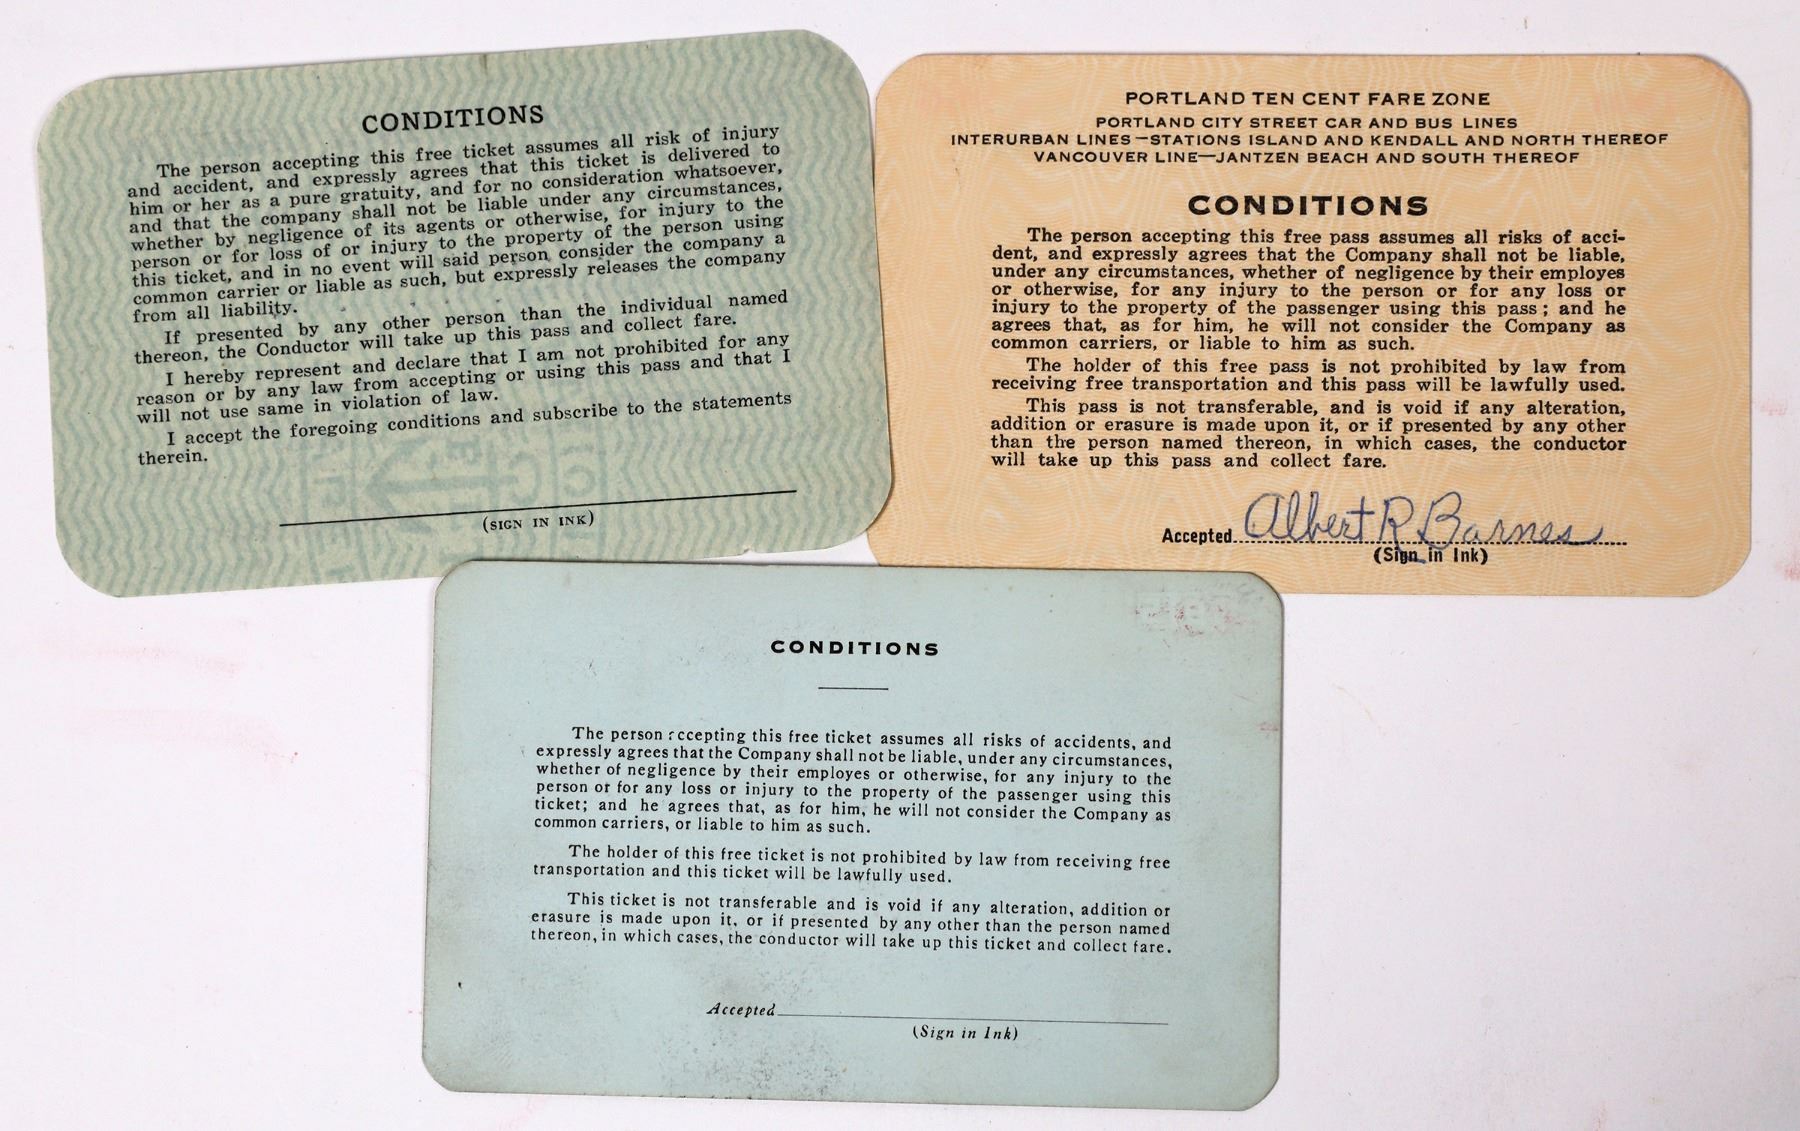 CONDITIONS
The person accepting this free ticket assumes all risk of injury
and accident, and expressly agrees that this ticket is delivered to
him or her as a pure gratuity, and for no consideration whatsoever,
and that the company shall not be liable under any circumstances,
whether by negligence of its agents or otherwise, for injury to the
person or for loss of or injury to the property of the person using
this ticket, and in no event will said person consider the company a
common carrier or liable as such, but expressly releases the company
from all liability.
If presented by any other person than the individual named
thereon, the Conductor will take up this pass and collect fare.
I hereby represent and declare that I am not prohibited for any
reason or by any law from accepting or using this pass and that I
will not use same in violation of law.
I accept the foregoing conditions and subscribe to the statements
therein.
(SIGN IN INK)
PORTLAND TEN CENT FARE ZONE
PORTLAND CITY STREET CAR AND BUS LINES
INTERURBAN LINES—STATIONS ISLAND AND KENDALL AND NORTH THEREOF
VANCOUVER LINE—JANTZEN BEACH AND SOUTH THEREOF
CONDITIONS
The person accepting this free pass assumes all risks of acci-
dent, and expressly agrees that the Company shall not be liable,
under any circumstances, whether of negligence by their employes
or otherwise, for any injury to the person or for any loss or
injury to the property of the passenger using this pass; and he
agrees that, as for him, he will not consider the Company as
common carriers, or liable to him as such.
The holder of this free pass is not prohibited by law from
receiving free transportation and this pass will be lawfully used.
This pass is not transferable, and is void if any alteration,
addition or erasure is made upon it, or if presented by any other
than the person named thereon, in which cases, the conductor
will take up this pass and collect fare.
Accepted Albert R Barnes
(Sign in Ink)
CONDITIONS
The person accepting this free ticket assumes all risks of accidents, and
expressly agrees that the Company shall not be liable, under any circumstances,
whether of negligence by their employes or otherwise, for any injury to the
person or for any loss or injury to the property of the passenger using this
ticket; and he agrees that, as for him, he will not consider the Company as
common carriers, or liable to him as such.
The holder of this free ticket is not prohibited by law from receiving free
transportation and this ticket will be lawfully used.
This ticket is not transferable and is void if any alteration, addition or
erasure is made upon it, or if presented by any other than the person named
thereon, in which cases, the conductor will take up this ticket and collect fare.
Accepted
(Sign in Ink)